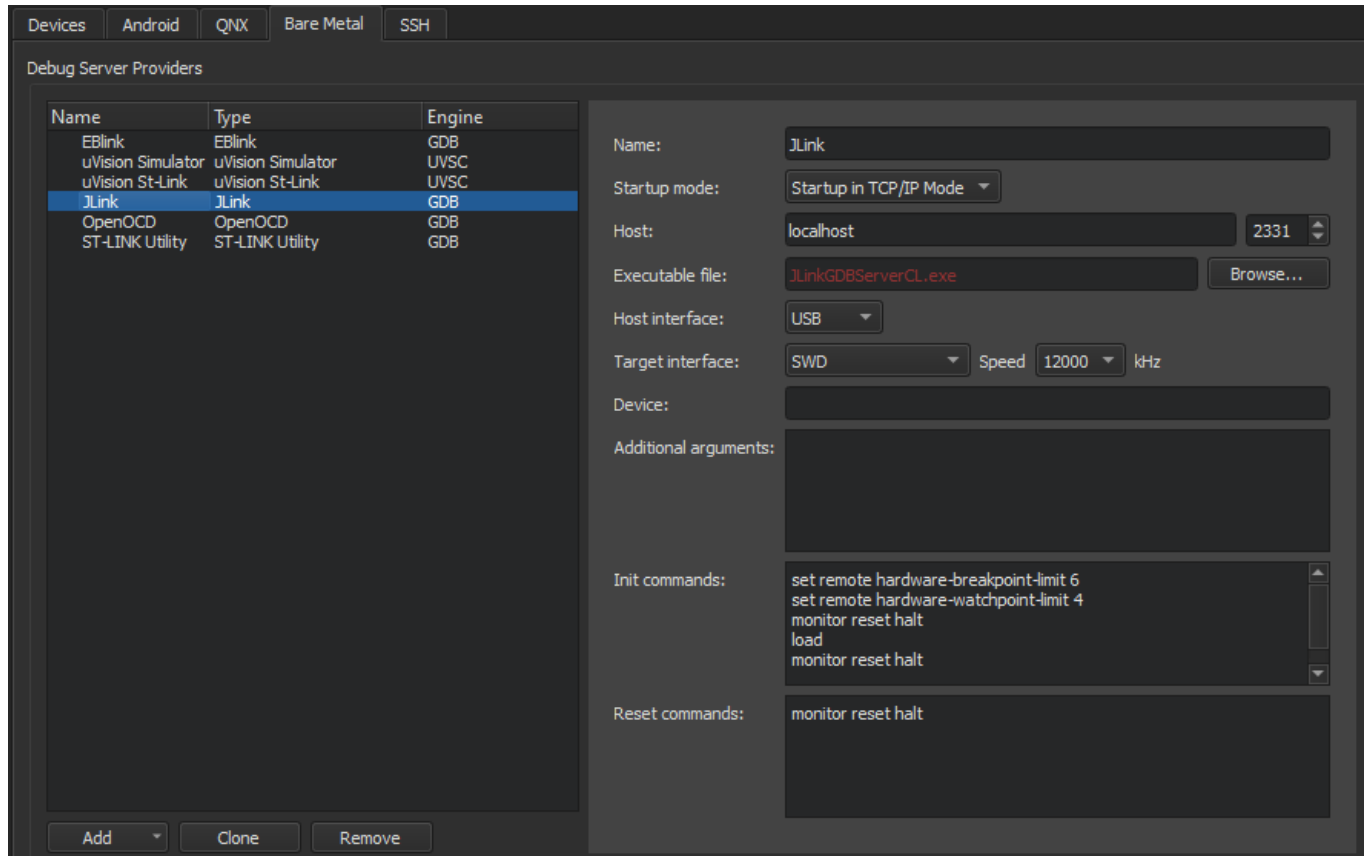 Devices Android QNX Bare Metal SSH
Debug Server Providers
Name Type Engine
EBlink EBlink GDB
uVision Simulator uVision Simulator UVSC
uVision St-Link uVision St-Link UVSC
JLink JLink GDB
OpenOCD OpenOCD GDB
ST-LINK Utility ST-LINK Utility GDB
Add Clone Remove
Name: JLink
Startup mode: Startup in TCP/IP Mode
Host: localhost 2331
Executable file: JLinkGDBServerCL.exe Browse...
Host interface: USB
Target interface: SWD Speed 12000 kHz
Device:
Additional arguments:
Init commands: set remote hardware-breakpoint-limit 6
set remote hardware-watchpoint-limit 4
monitor reset halt
load
monitor reset halt
Reset commands: monitor reset halt